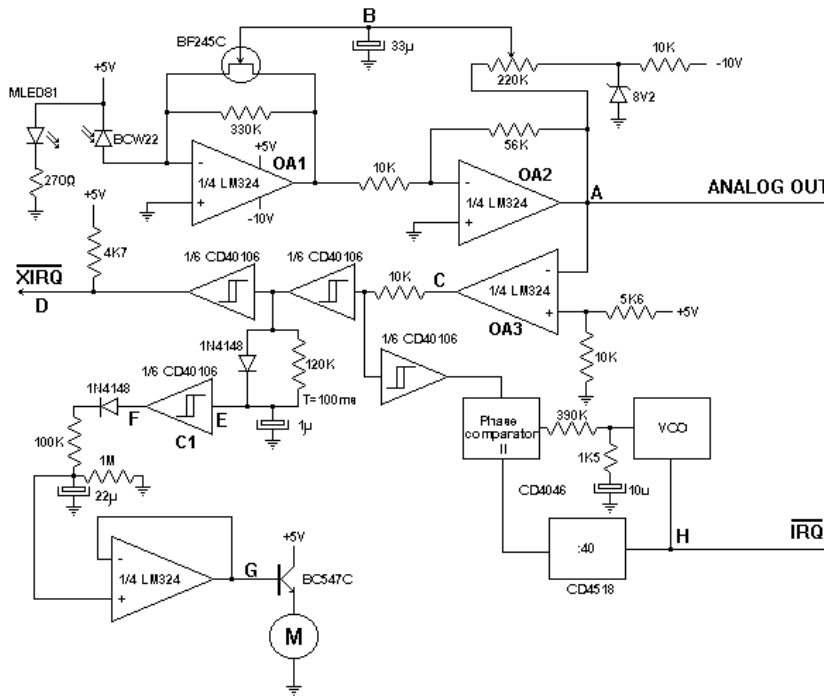 B
BF245C
33µ
10K
-10V
220K
8V2
+5V
MLED81
BCW22
330K
56K
+5V
OA1
10K
OA2
270Ω
1/4 LM324
-10V
1/4 LM324
A
ANALOG OUT
+5V
4K7
1/6 CD40106
1/6 CD40106
XIRQ
D
10K
C
1/4 LM324
5K6
+5V
OA3
10K
1N4148
1/6 CD40106
120K
1/6 CD40106
1N4148
T=100ms
F
E
C1
1µ
100K
1M
22µ
Phase
comparator
II
390K
VCO
1K5
CD4046
10u
H
IRQ
:40
CD4518
+5V
1/4 LM324
G
BC547C
M